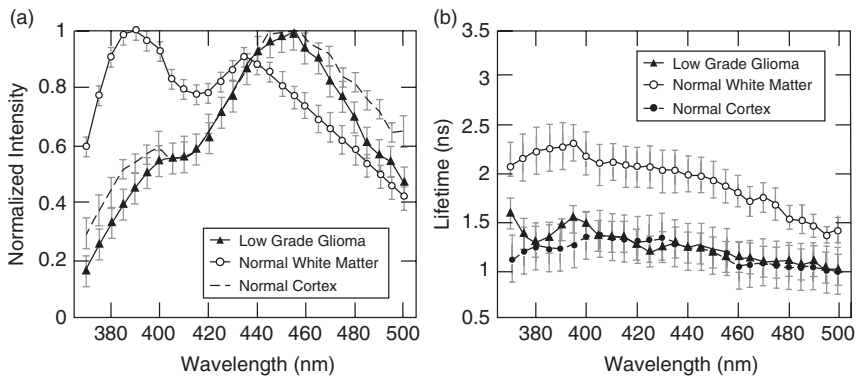 (a)
1
0.8
0.6
0.4
0.2
0
Normalized Intensity
380 400 420 440 460 480 500
Wavelength (nm)
Low Grade Glioma
Normal White Matter
Normal Cortex
(b)
3.5
3
2.5
2
1.5
1.0
0.5
Lifetime (ns)
380 400 420 440 460 480 500
Wavelength (nm)
Low Grade Glioma
Normal White Matter
Normal Cortex